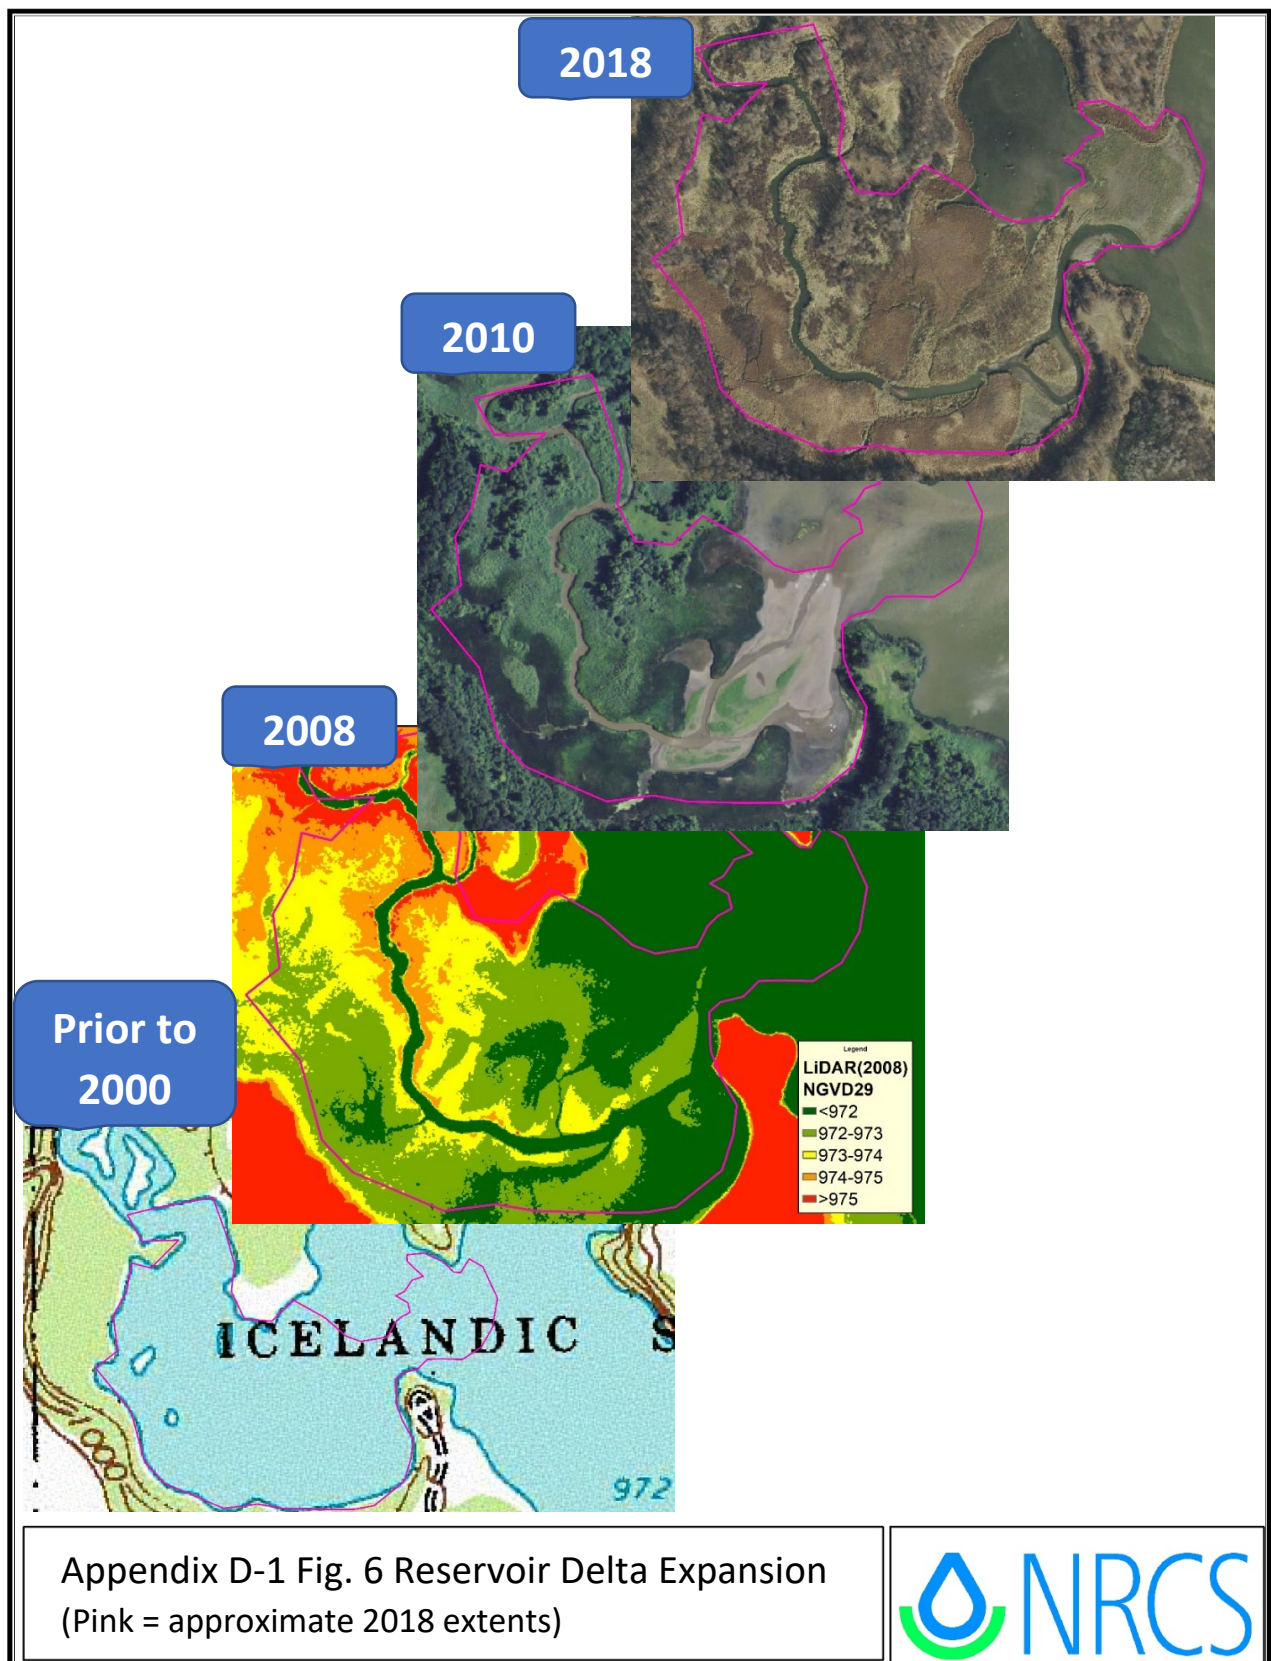 2018
2010
2008
Prior to
2000
Legend
LiDAR(2008)
NGVD29
<972
972-973
973-974
974-975
>975
ICELANDIC S
1000
972
Appendix D-1 Fig. 6 Reservoir Delta Expansion
(Pink = approximate 2018 extents)
NRCS